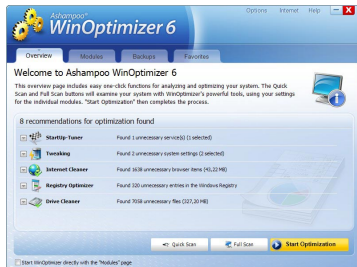 Options Internet Help
Ashampoo®
WinOptimizer 6
Overview Modules Backups Favorites
Welcome to Ashampoo WinOptimizer 6
This overview page includes easy one-click functions for analyzing and optimizing your system. The Quick
Scan and Full Scan buttons will examine your system with WinOptimizer's powerful tools, using your settings
for the individual modules. "Start Optimization" then completes the process.
8 recommendations for optimization found
StartUp-Tuner Found 1 unnecessary service(s) (1 selected)
Tweaking Found 2 unnecessary system settings (2 selected)
Internet Cleaner Found 1638 unnecessary browser items (43,22 MB)
Registry Optimizer Found 320 unnecessary entries in the Windows Registry
Drive Cleaner Found 7058 unnecessary files (327,20 MB)
Quick Scan Full Scan Start Optimization
Start WinOptimizer directly with the "Modules" page